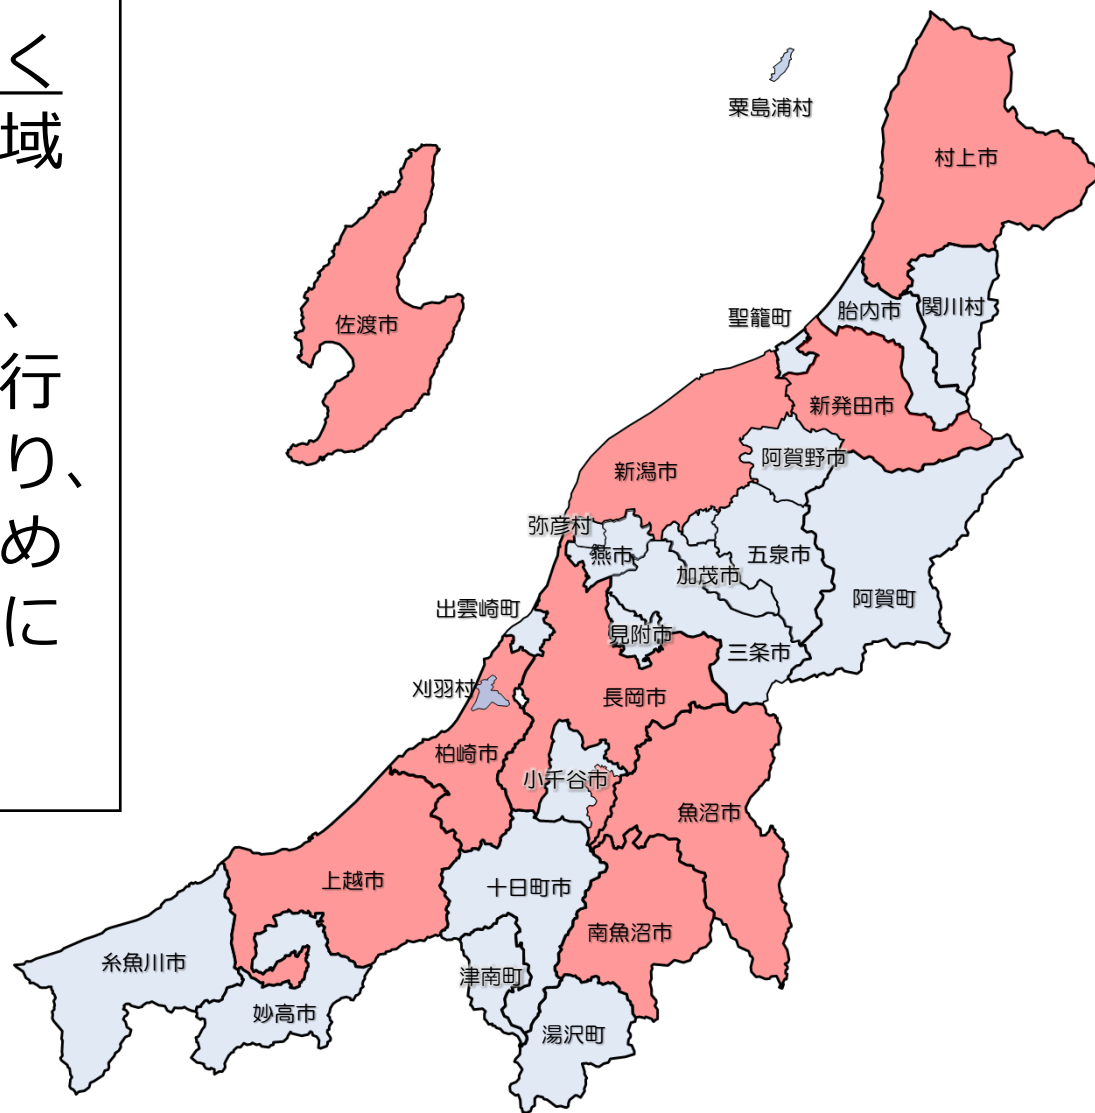 く
域
、
行
り、
め
に
粟島浦村
村上市
佐渡市
聖籠町
胎内市
関川村
新発田市
阿賀野市
新潟市
弥彦村
燕市
五泉市
加茂市
阿賀町
出雲崎町
見附市
三条市
刈羽村
長岡市
柏崎市
小千谷市
魚沼市
上越市
十日町市
南魚沼市
糸魚川市
津南町
妙高市
湯沢町